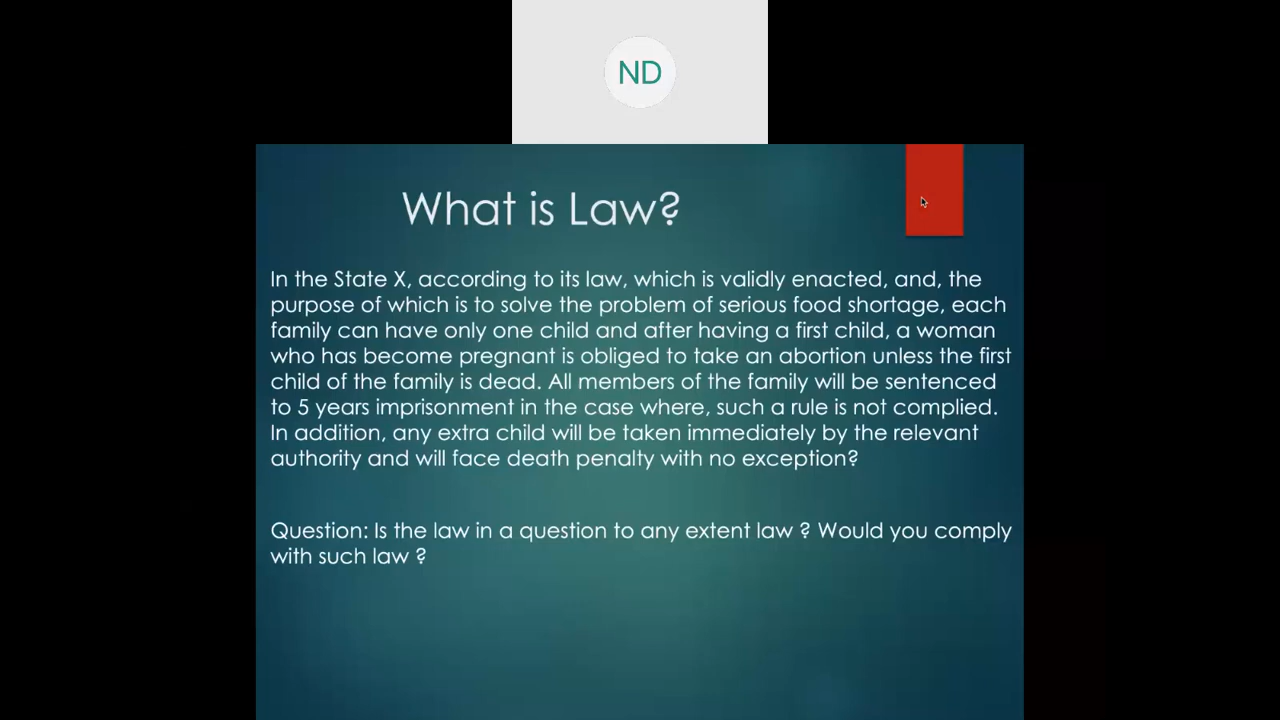 ND
What is Law?
In the State X, according to its law, which is validly enacted, and, the
purpose of which is to solve the problem of serious food shortage, each
family can have only one child and after having a first child, a woman
who has become pregnant is obliged to take an abortion unless the first
child of the family is dead. All members of the family will be sentenced
to 5 years imprisonment in the case where, such a rule is not complied.
In addition, any extra child will be taken immediately by the relevant
authority and will face death penalty with no exception?
Question: Is the law in a question to any extent law ? Would you comply
with such law ?